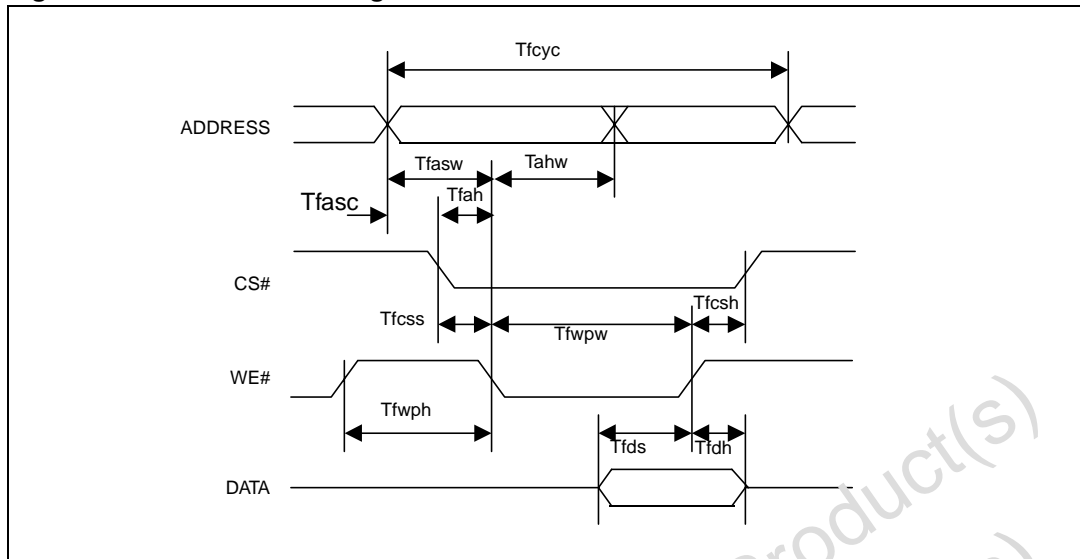 Tfcyc
ADDRESS
Tfasw
Tahw
Tfasc
Tfah
CS#
Tfcss
Tfwpw
Tfcsh
WE#
Tfwph
Tfds
Tfdh
DATA